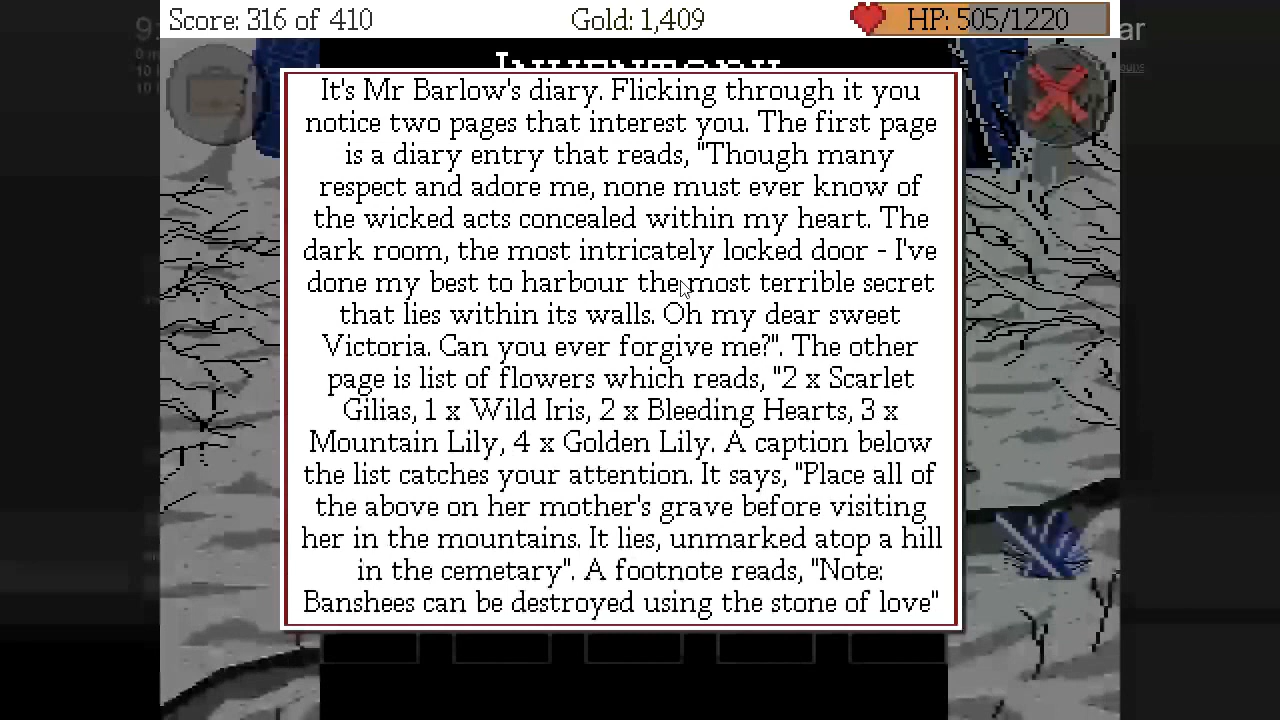 Score: 316 of 410
Gold: 1,409
HP: 505/1220
It's Mr Barlow's diary. Flicking through it you
notice two pages that interest you. The first page
is a diary entry that reads, "Though many
respect and adore me, none must ever know of
the wicked acts concealed within my heart. The
dark room, the most intricately locked door - I've
done my best to harbour the most terrible secret
that lies within its walls. Oh my dear sweet
Victoria. Can you ever forgive me?". The other
page is list of flowers which reads, "2 x Scarlet
Gilias, 1 x Wild Iris, 2 x Bleeding Hearts, 3 x
Mountain Lily, 4 x Golden Lily. A caption below
the list catches your attention. It says, "Place all of
the above on her mother's grave before visiting
her in the mountains. It lies, unmarked atop a hill
in the cemetary". A footnote reads, "Note:
Banshees can be destroyed using the stone of love"